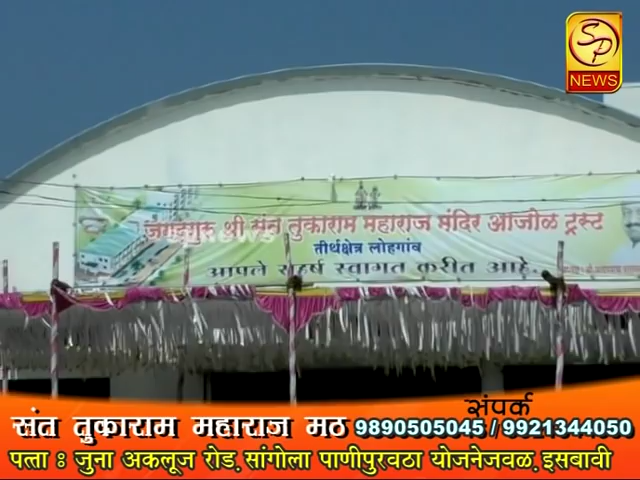 SP
NEWS
जगद्गुरु श्री संत तुकाराम महाराज मंदिर आजोळ ट्रस्ट
तीर्थक्षेत्र लोहगांव
आपले सहर्ष स्वागत करीत आहे.
संपर्क
संत तुकाराम महाराज मठ 9890505045 / 9921344050
पत्ता : जुना अकलूज रोड, सांगोला पाणीपुरवठा योजनेजवळ, इसबावी